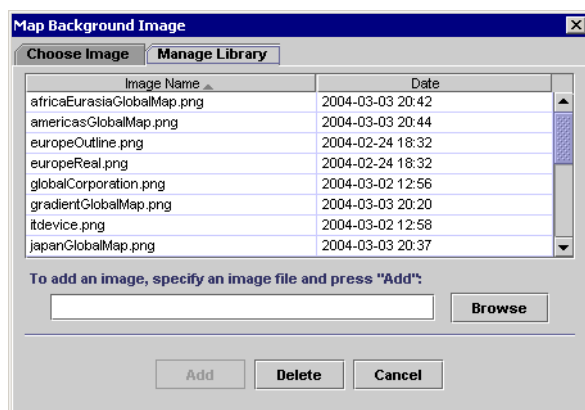 Map Background Image
Choose Image Manage Library
Image Name Date
africaEurasiaGlobalMap.png 2004-03-03 20:42
americasGlobalMap.png 2004-03-03 20:44
europeOutline.png 2004-02-24 18:32
europeReal.png 2004-02-24 18:32
globalCorporation.png 2004-03-02 12:56
gradientGlobalMap.png 2004-03-03 20:20
itdevice.png 2004-03-02 12:58
japanGlobalMap.png 2004-03-03 20:37
To add an image, specify an image file and press "Add":
Browse
Add Delete Cancel